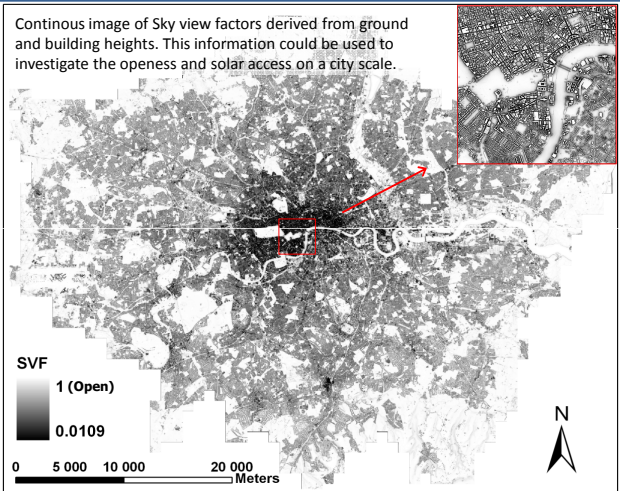 Continous image of Sky view factors derived from ground
and building heights. This information could be used to
investigate the openess and solar access on a city scale.
SVF
1 (Open)
0.0109
N
0 5 000 10 000 20 000
Meters